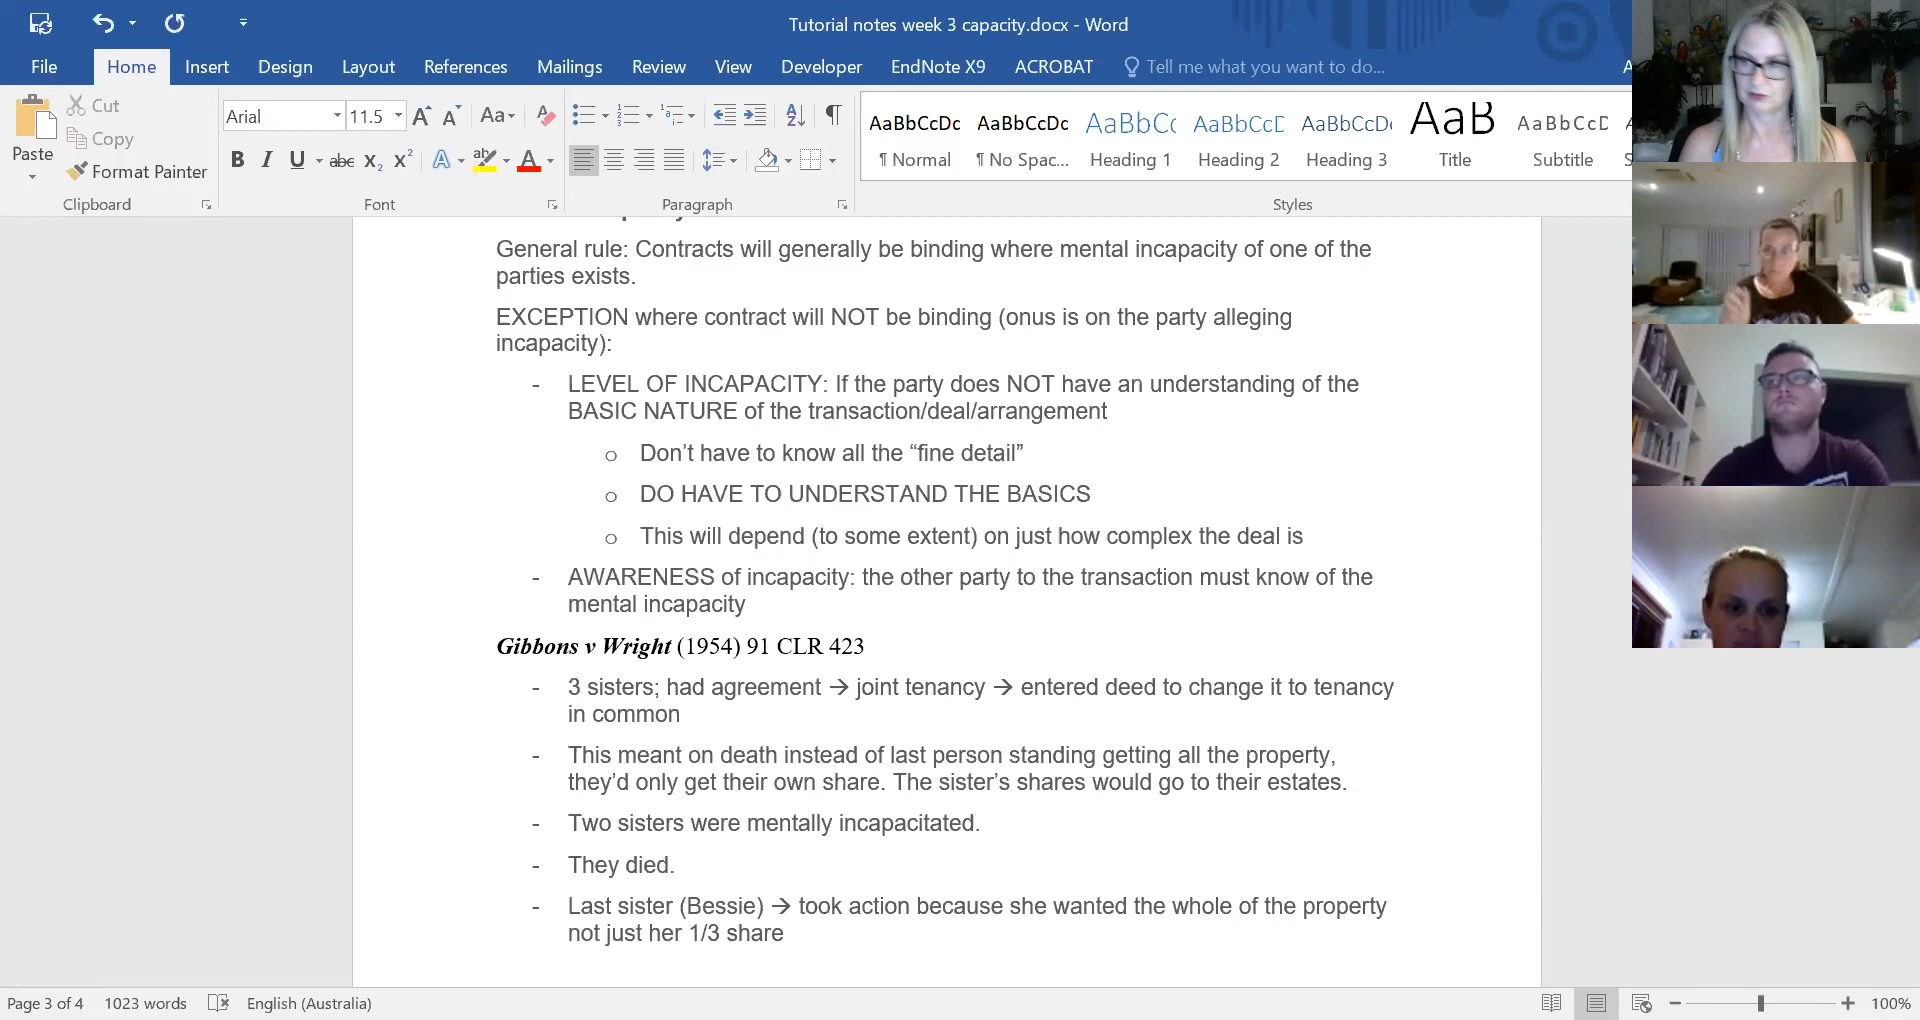 Tutorial notes week 3 capacity.docx - Word
File Home Insert Design Layout References Mailings Review View Developer EndNote X9 ACROBAT Tell me what you want to do...
Paste
Cut
Copy
Format Painter
Clipboard
Arial 11.5
Font
Paragraph
AaBbCcDc AaBbCcDc
¶ Normal ¶ No Spac... Heading 1 Heading 2 Heading 3 Title Subtitle
Styles
General rule: Contracts will generally be binding where mental incapacity of one of the
parties exists.
EXCEPTION where contract will NOT be binding (onus is on the party alleging
incapacity):
- LEVEL OF INCAPACITY: If the party does NOT have an understanding of the
BASIC NATURE of the transaction/deal/arrangement
o Don’t have to know all the “fine detail”
o DO HAVE TO UNDERSTAND THE BASICS
o This will depend (to some extent) on just how complex the deal is
- AWARENESS of incapacity: the other party to the transaction must know of the
mental incapacity
Gibbons v Wright (1954) 91 CLR 423
- 3 sisters; had agreement → joint tenancy → entered deed to change it to tenancy
in common
- This meant on death instead of last person standing getting all the property,
they’d only get their own share. The sister’s shares would go to their estates.
- Two sisters were mentally incapacitated.
- They died.
- Last sister (Bessie) → took action because she wanted the whole of the property
not just her 1/3 share
Page 3 of 4 1023 words English (Australia) 100%